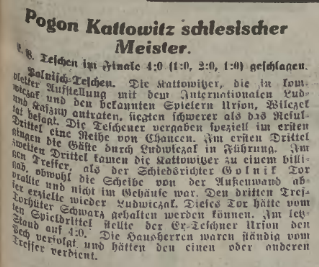 Pogon Kattowitz schlesischer
Meister.
E. B. Teschen im Finale 4:0 (1:0, 2:0, 1:0) geschlagen.
Polnisch-Teschen. Die Kattowitzer, die in kom-
pletter Aufstellung mit dem Internationalen Lud-
wiczak und den bekannten Spielern Urson, Wilczek
und antraten, siegten schwerer als das Resul-
tat besagt. Die Teschener vergaben speziell im ersten
Drittel eine Reihe von Chancen. Im ersten Drittel
gingen die Gäste durch Ludwiczak in Führung. Im
zweiten Drittel kamen die Kattowitzer zu einem billi-
gen Treffer, als der Schiedsrichter Golnik Tor
gab, obwohl die Scheibe von der Außenwand ab-
prallte und nicht im Gehäuse war. Den dritten Tref-
fer erzielte wieder Ludwiczak. Dieses Tor hätte vom
Torhüter Schwarz gehalten werden können. Im letz-
ten Spieldrittel stellte der Ex-Teschner Urson den
Stand auf 4:0. Die Hausherren waren ständig vom
Pech verfolgt und hätten den einen oder anderen
Treffer verdient.